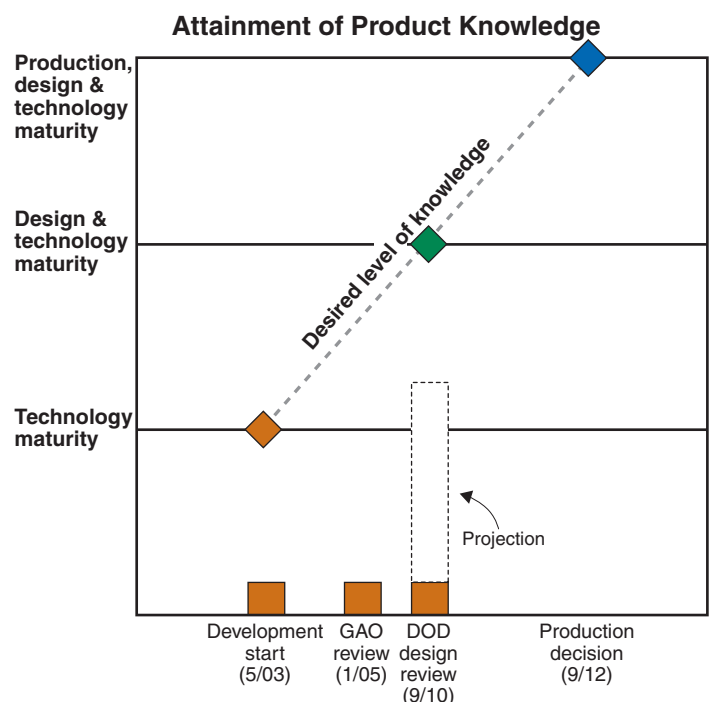 Attainment of Product Knowledge
Production,
design &
technology
maturity
Design &
technology
maturity
Desired level of knowledge
Technology
maturity
Projection
Development
start
(5/03)
GAO
review
(1/05)
DOD
design
review
(9/10)
Production
decision
(9/12)